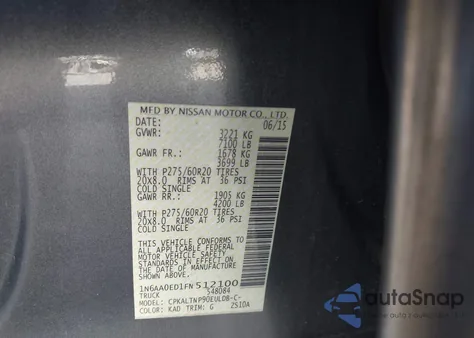 MFD BY NISSAN MOTOR CO., LTD.
DATE: 06/15
GVWR: 3221 KG
7100 LB
GAWR FR.: 1678 KG
3699 LB
WITH P275/60R20 TIRES
20X8.0 RIMS AT 36 PSI
COLD SINGLE
GAWR RR.: 1905 KG
4200 LB
WITH P275/60R20 TIRES
20X8.0 RIMS AT 36 PSI
COLD SINGLE
THIS VEHICLE CONFORMS
TO ALL APPLICABLE FEDERAL
MOTOR VEHICLE SAFETY
STANDARDS IN EFFECT ON THE
DATE OF MANUFACTURE SHOWN
ABOVE.
1N6AA0ED1FN512100
TRUCK 548084
MODEL: CPKALTNP90EULOB-C-
COLOR: KAD TRIM: G ZS1DA
autoSnap